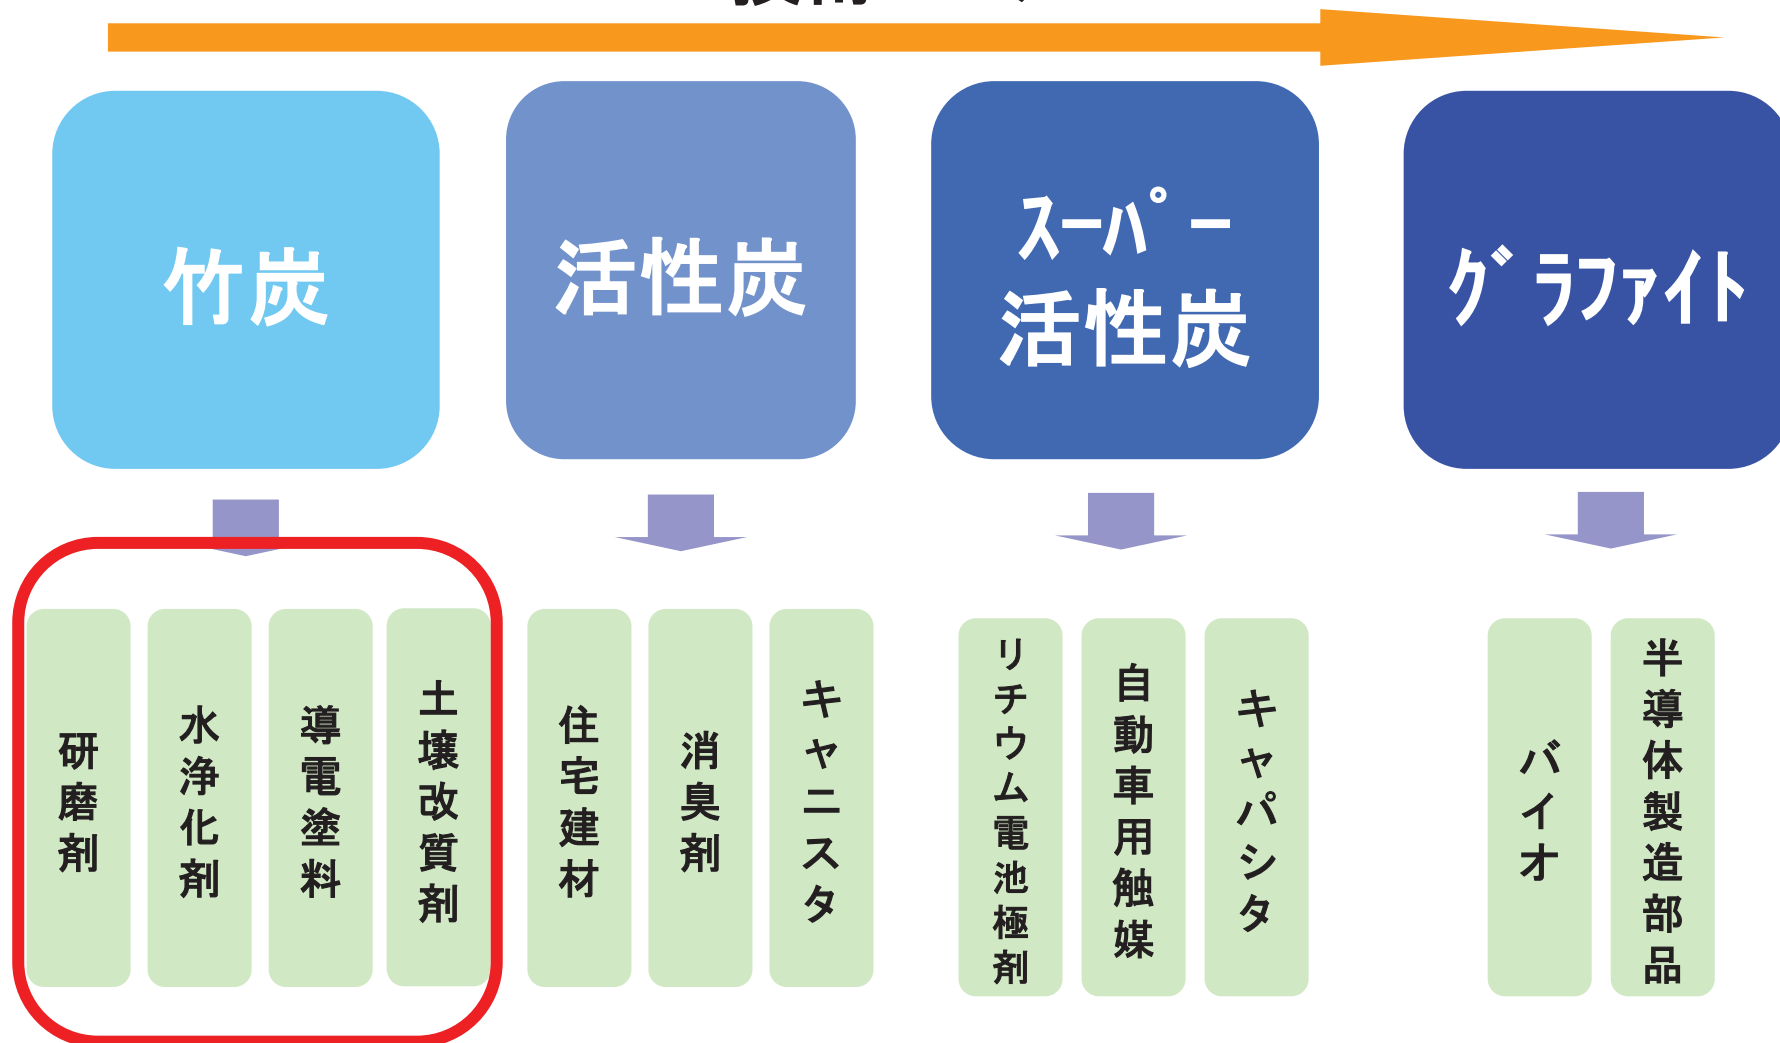 竹炭
活性炭
スーパー
活性炭
グラファイト
研磨剤
水浄化剤
導電塗料
土壌改質剤
住宅建材
消臭剤
キャニスタ
リチウム電池極剤
自動車用触媒
キャパシタ
バイオ
半導体製造部品